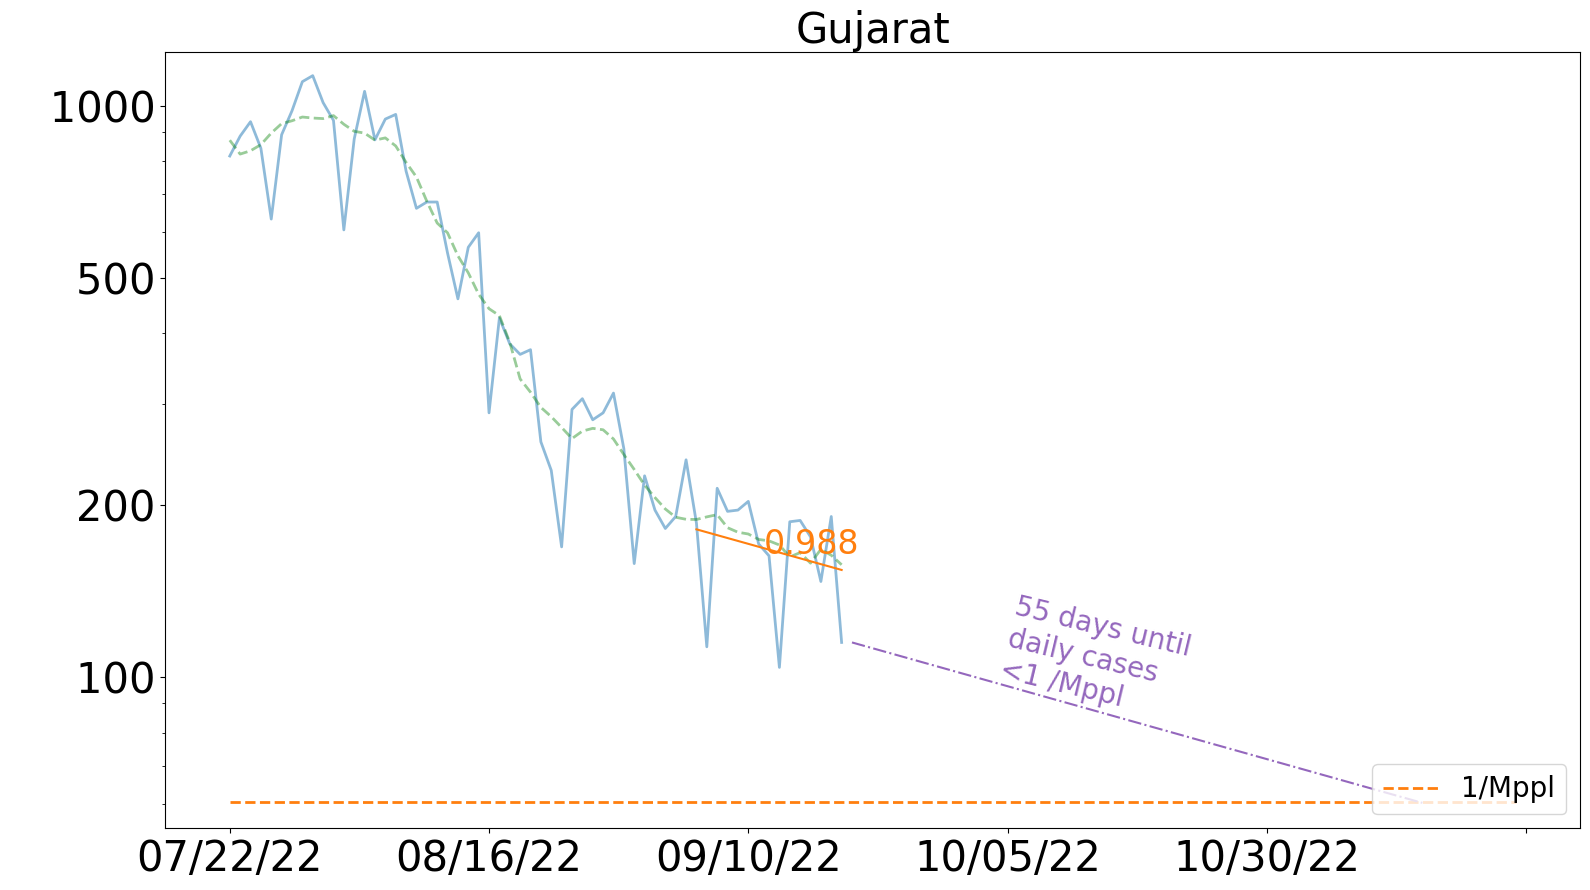 Gujarat
1000
500
200
100
0.988
55 days until
daily cases
<1 /Mppl
1/Mppl
07/22/22
08/16/22
09/10/22
10/05/22
10/30/22